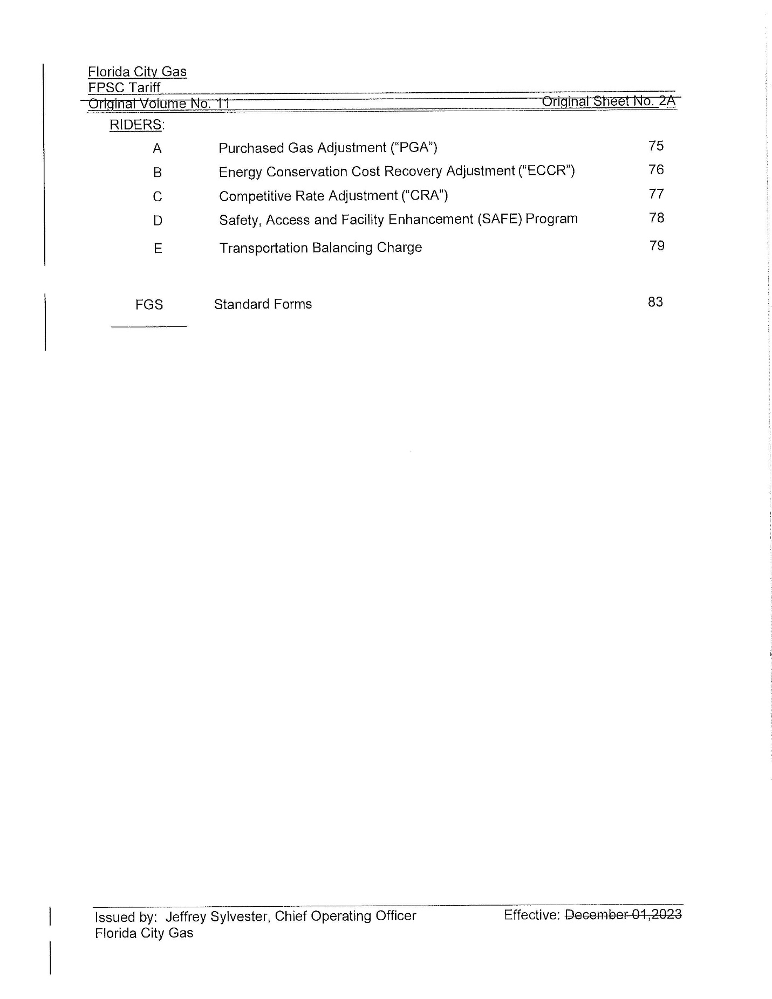 Florida City Gas
FPSC Tariff
Original Volume No. 11 Original Sheet No. 2A
RIDERS:
A Purchased Gas Adjustment (“PGA”) 75
B Energy Conservation Cost Recovery Adjustment (“ECCR”) 76
C Competitive Rate Adjustment (“CRA”) 77
D Safety, Access and Facility Enhancement (SAFE) Program 78
E Transportation Balancing Charge 79
FGS Standard Forms 83
Issued by: Jeffrey Sylvester, Chief Operating Officer Effective: December 01,2023
Florida City Gas